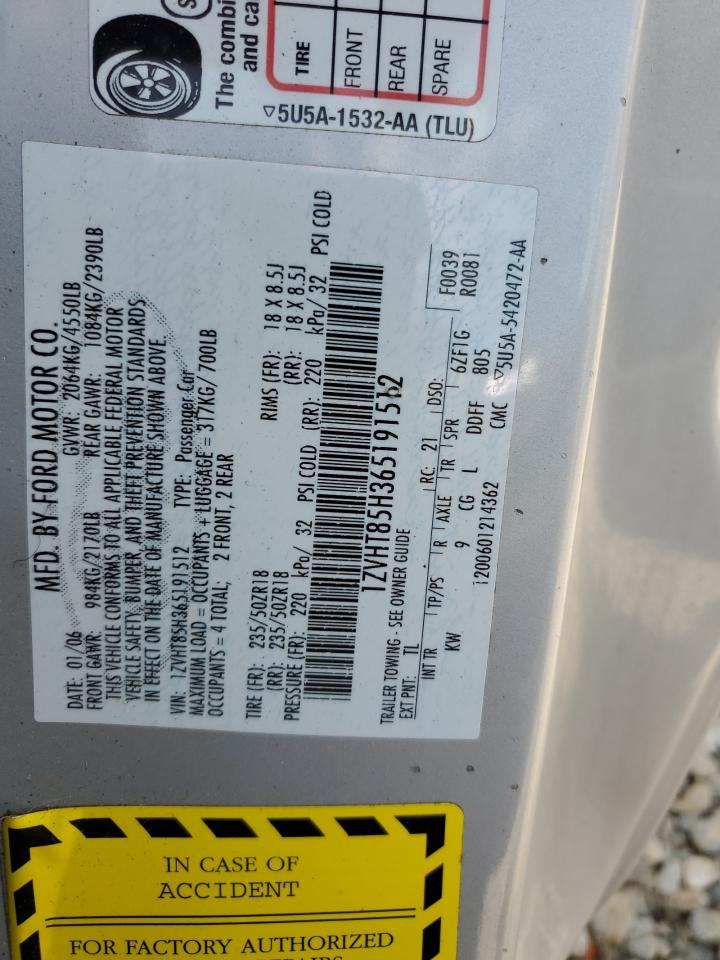 The combi
and ca
TIRE
FRONT
REAR
SPARE
▽5U5A-1532-AA (TLU)
MFD. BY FORD MOTOR CO.
DATE: 01/06 GVWR: 2064KG/4550LB
FRONT GAWR: 984KG/2170LB REAR GAWR: 1084KG/2390LB
THIS VEHICLE CONFORMS TO ALL APPLICABLE FEDERAL MOTOR
VEHICLE SAFETY, BUMPER, AND THEFT PREVENTION STANDARDS
IN EFFECT ON THE DATE OF MANUFACTURE SHOWN ABOVE.
VIN: 1ZVHT85H365191512 TYPE: Passenger Car
MAXIMUM LOAD = OCCUPANTS + LUGGAGE = 317KG/700LB
OCCUPANTS = 4 TOTAL, 2 FRONT, 2 REAR
TIRE (FR): 235/50ZR18 RIMS (FR): 18 X 8.5J
(RR): 235/50ZR18 (RR): 18 X 8.5J
PRESSURE (FR): 220 kPa/ 32 PSI COLD (RR): 220 kPa/ 32 PSI COLD
1ZVHT85H365191512
TRAILER TOWING - SEE OWNER GUIDE
EXT PNT: TL RC: 21 DSO: F0039
R0081
INT TR TP/PS R AXLE TR SPR 6ZF1G
KW 9 CG L DDFF 805
i200601214362 CMC ▽5U5A-5420472-AA
IN CASE OF
ACCIDENT
FOR FACTORY AUTHORIZED